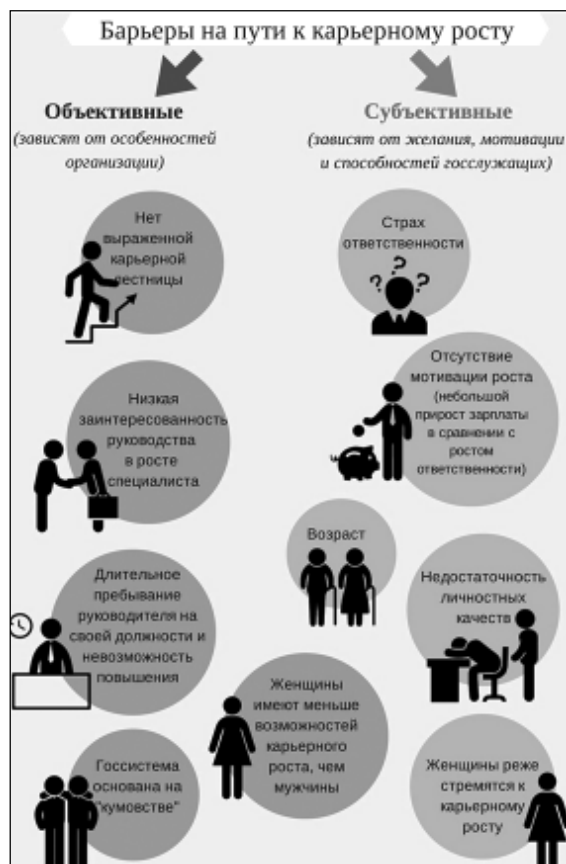 Барьеры на пути к карьерному росту
Объективные
(зависят от особенностей
организации)
Нет
выраженной
карьерной
лестницы
Низкая
заинтересованность
руководства
в росте
специалиста
Длительное
пребывание
руководителя на
своей должности и
невозможность
повышения
Госсистема
основана на
"кумовстве"
Субъективные
(зависят от желания, мотивации
и способностей госслужащих)
Страх
ответственности
???
Отсутствие
мотивации роста
(небольшой
прирост зарплаты
в сравнении с
ростом
ответственности)
Возраст
Недостаточность
личностных
качеств
Женщины
имеют меньше
возможностей
карьерного
роста, чем
мужчины
Женщины реже
стремятся к
карьерному
росту